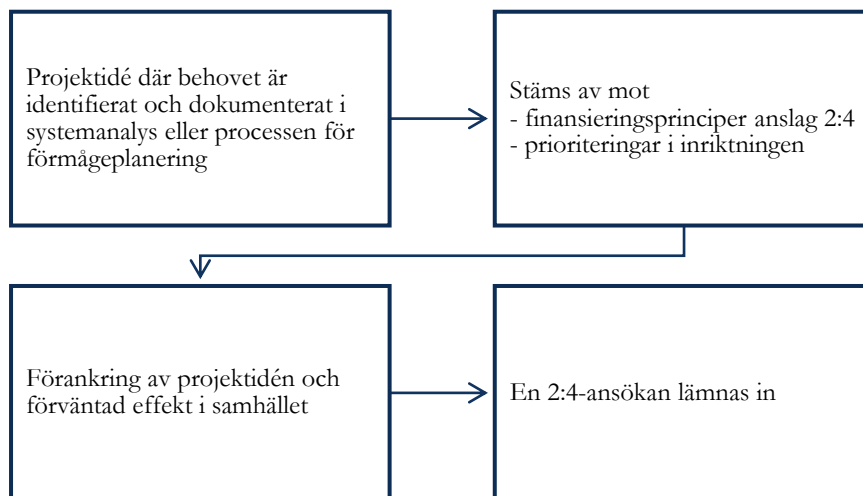 Projektidé där behovet är
identifierat och dokumenterat i
systemanalys eller processen för
förmågeplanering
Stäms av mot
- finansieringsprinciper anslag 2:4
- prioriteringar i inriktningen
Förankring av projektidén och
förväntad effekt i samhället
En 2:4-ansökan lämnas in